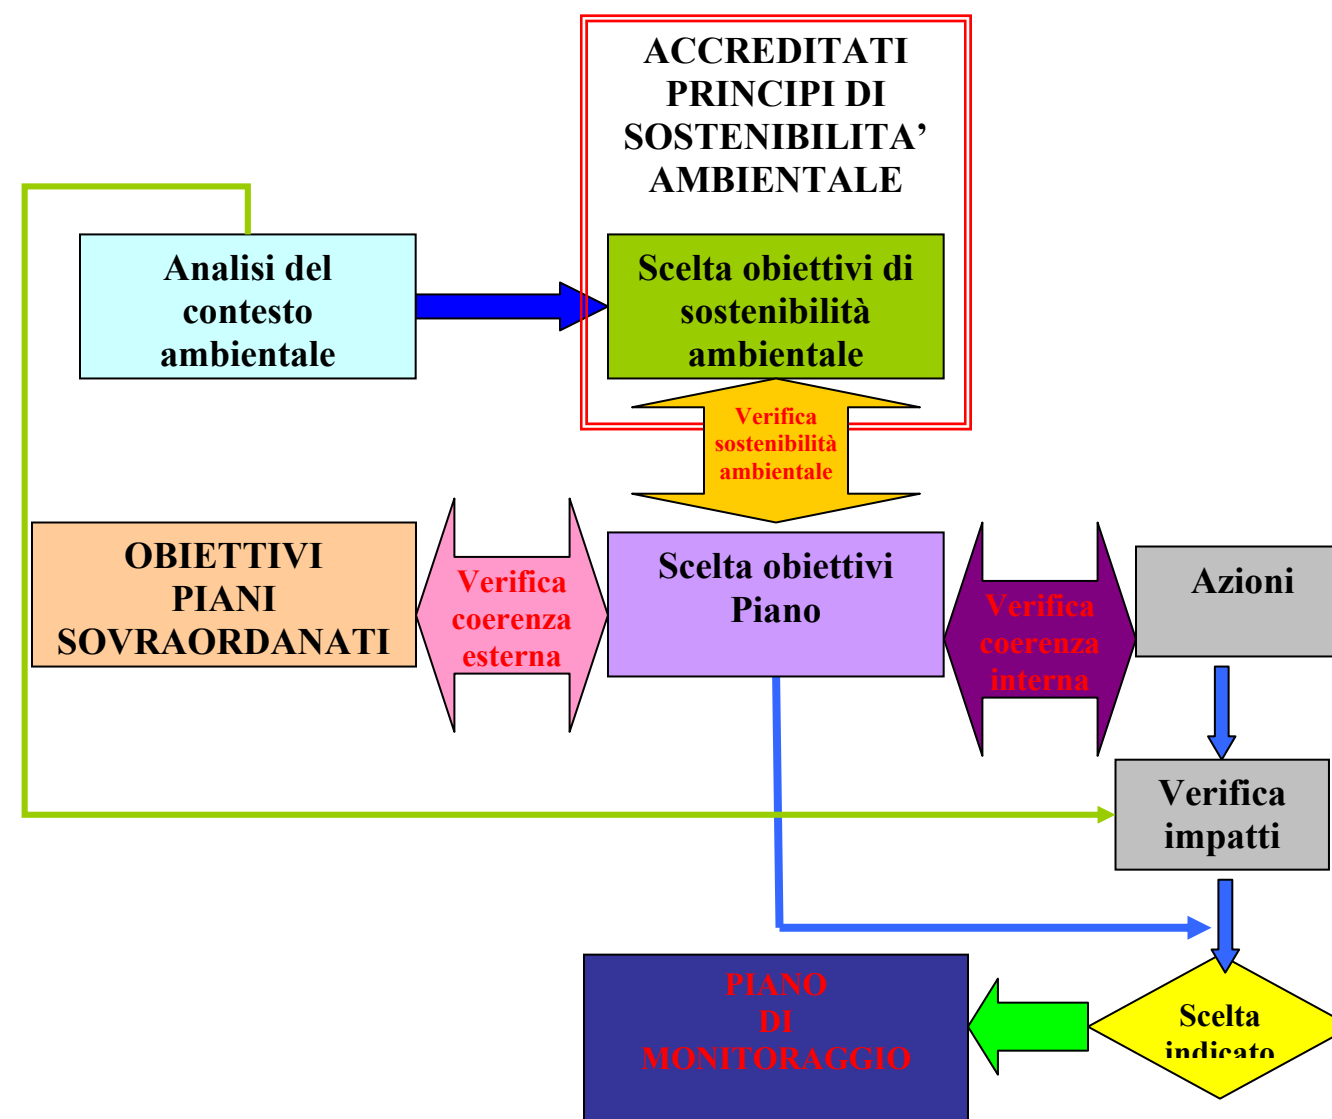 ACCREDITATI
PRINCIPI DI
SOSTENIBILITA’
AMBIENTALE
Analisi del
contesto
ambientale
Scelta obiettivi di
sostenibilità
ambientale
Verifica
sostenibilità
ambientale
OBIETTIVI
PIANI
SOVRAORDANATI
Verifica
coerenza
esterna
Scelta obiettivi
Piano
Verifica
coerenza
interna
Azioni
Verifica
impatti
Scelta
indicato
PIANO
DI
MONITORAGGIO